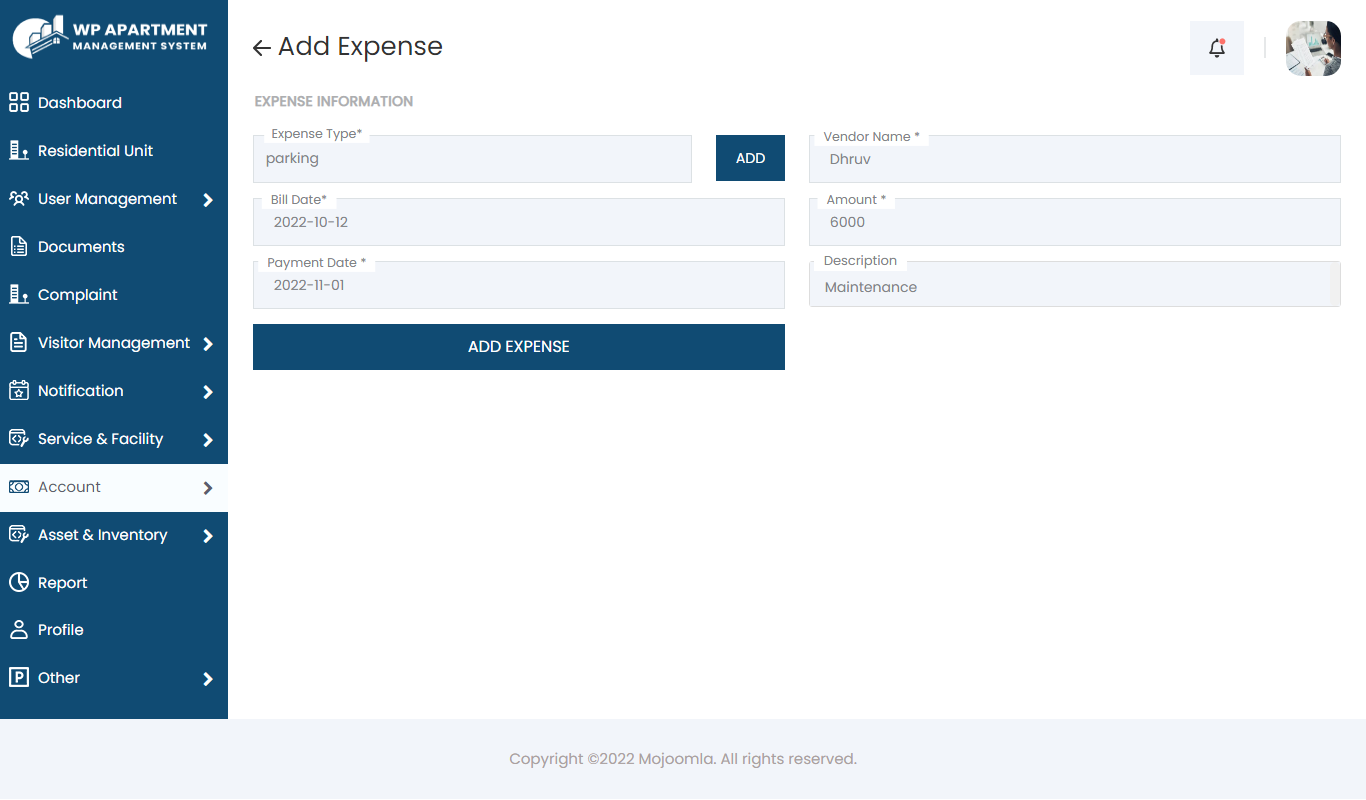 WP APARTMENT
MANAGEMENT SYSTEM
Dashboard
Residential Unit
User Management
Documents
Complaint
Visitor Management
Notification
Service & Facility
Account
Asset & Inventory
Report
Profile
P Other
Add Expense
EXPENSE INFORMATION
Expense Type*
parking
ADD
Vendor Name *
Dhruv
Bill Date*
2022-10-12
Amount *
6000
Payment Date *
2022-11-01
Description
Maintenance
ADD EXPENSE
Copyright ©2022 Mojoomla. All rights reserved.